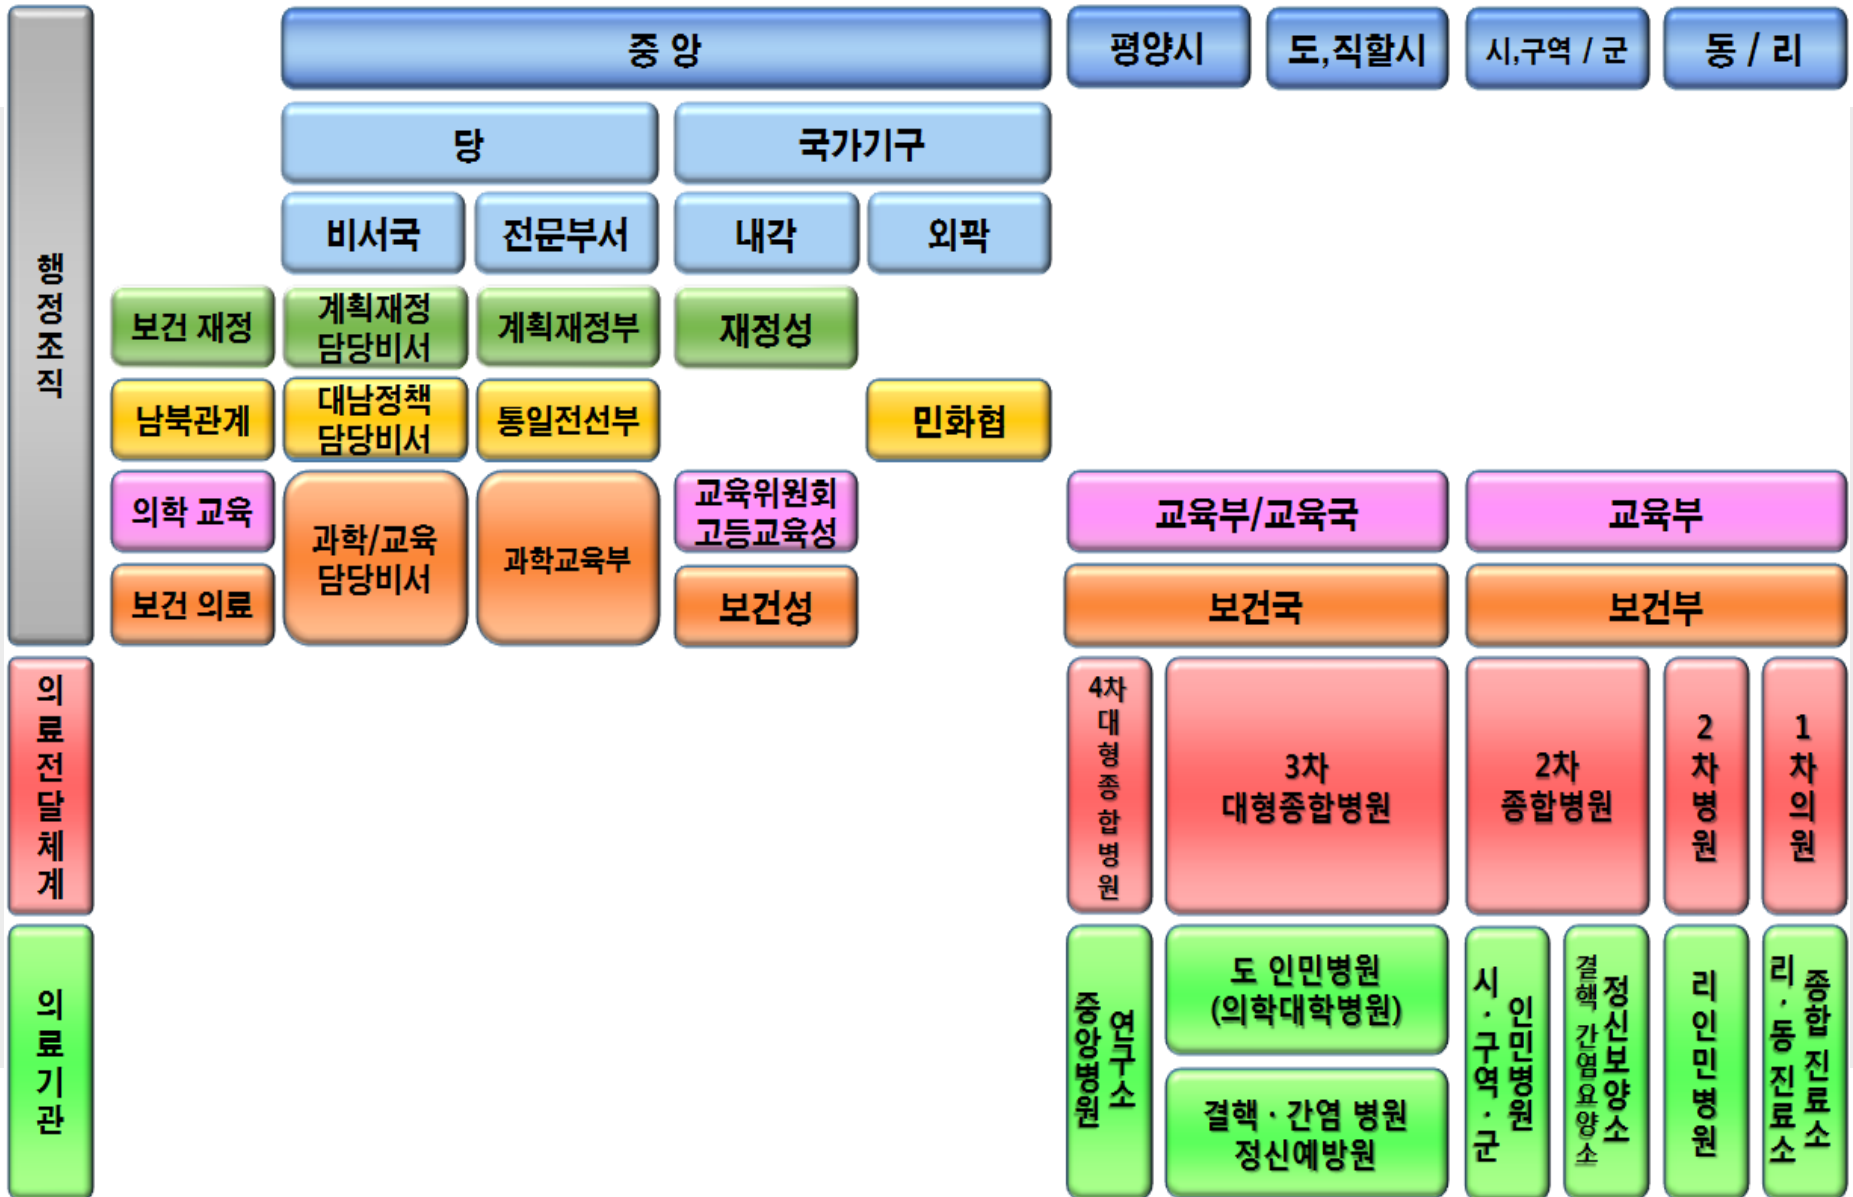 행정조직
중 앙
평양시
도,직할시
시,구역 / 군
동 / 리
당
국가기구
비서국
전문부서
내각
외곽
보건 재정
계획재정
담당비서
계획재정부
재정성
남북관계
대남정책
담당비서
통일전선부
민화협
의학 교육
과학/교육
담당비서
과학교육부
교육위원회
고등교육성
교육부/교육국
교육부
보건 의료
보건성
보건국
보건부
의료전달체계
4차대형종합병원
3차
대형종합병원
2차
종합병원
2차병원
1차의원
의료기관
중앙병원
연구소
도 인민병원
(의학대학병원)
결핵 · 간염 병원
정신예방원
시 · 구역 · 군
인민병원
결핵 간염요양소
정신보양소
리인민병원
리 · 동 진료소
종합 진료소